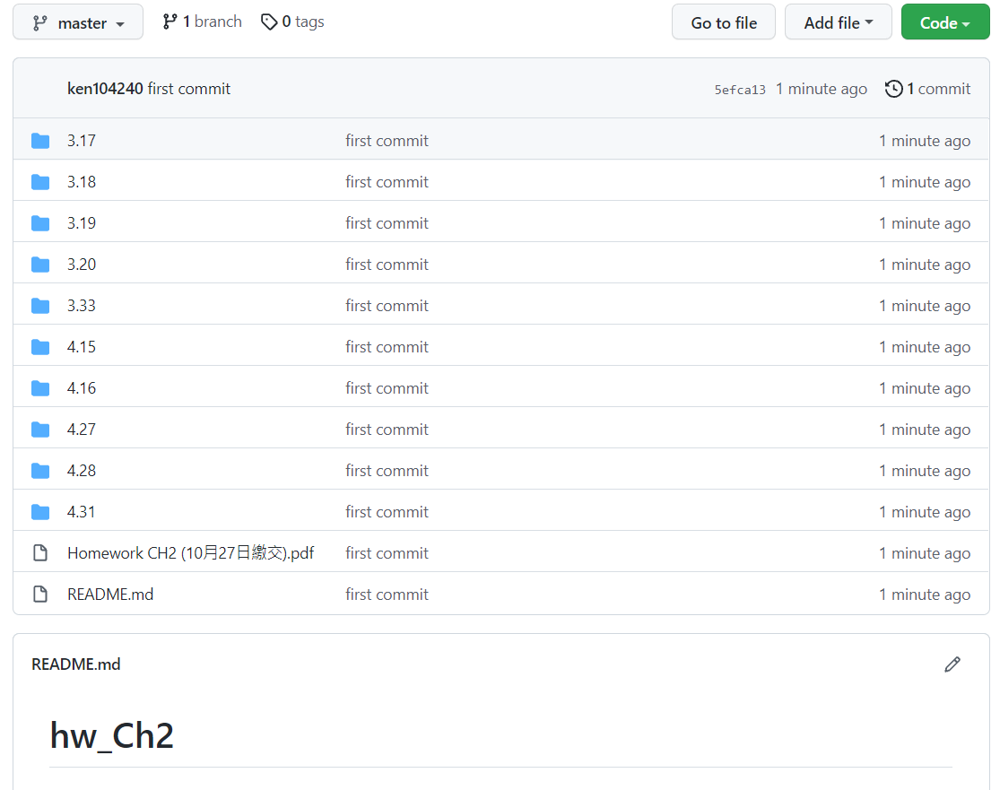 master 1 branch 0 tags Go to file Add file Code
ken104240 first commit 5efca13 1 minute ago 1 commit
3.17 first commit 1 minute ago
3.18 first commit 1 minute ago
3.19 first commit 1 minute ago
3.20 first commit 1 minute ago
3.33 first commit 1 minute ago
4.15 first commit 1 minute ago
4.16 first commit 1 minute ago
4.27 first commit 1 minute ago
4.28 first commit 1 minute ago
4.31 first commit 1 minute ago
Homework CH2 (10月27日繳交).pdf first commit 1 minute ago
README.md first commit 1 minute ago
README.md
hw_Ch2